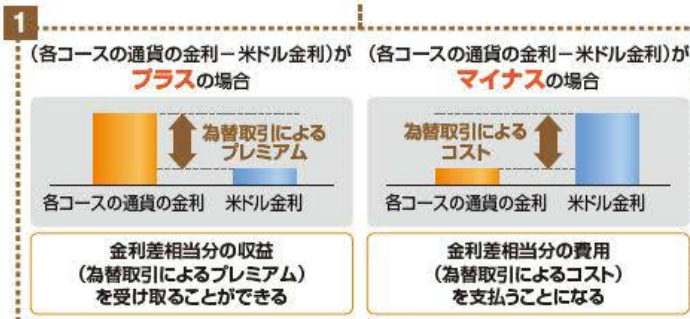 1
(各コースの通貨の金利－米ドル金利)が
プラスの場合
為替取引による
プレミアム
各コースの通貨の金利 米ドル金利
金利差相当分の収益
(為替取引によるプレミアム)
を受け取ることができる
(各コースの通貨の金利－米ドル金利)が
マイナスの場合
為替取引による
コスト
各コースの通貨の金利 米ドル金利
金利差相当分の費用
(為替取引によるコスト)
を支払うことになる